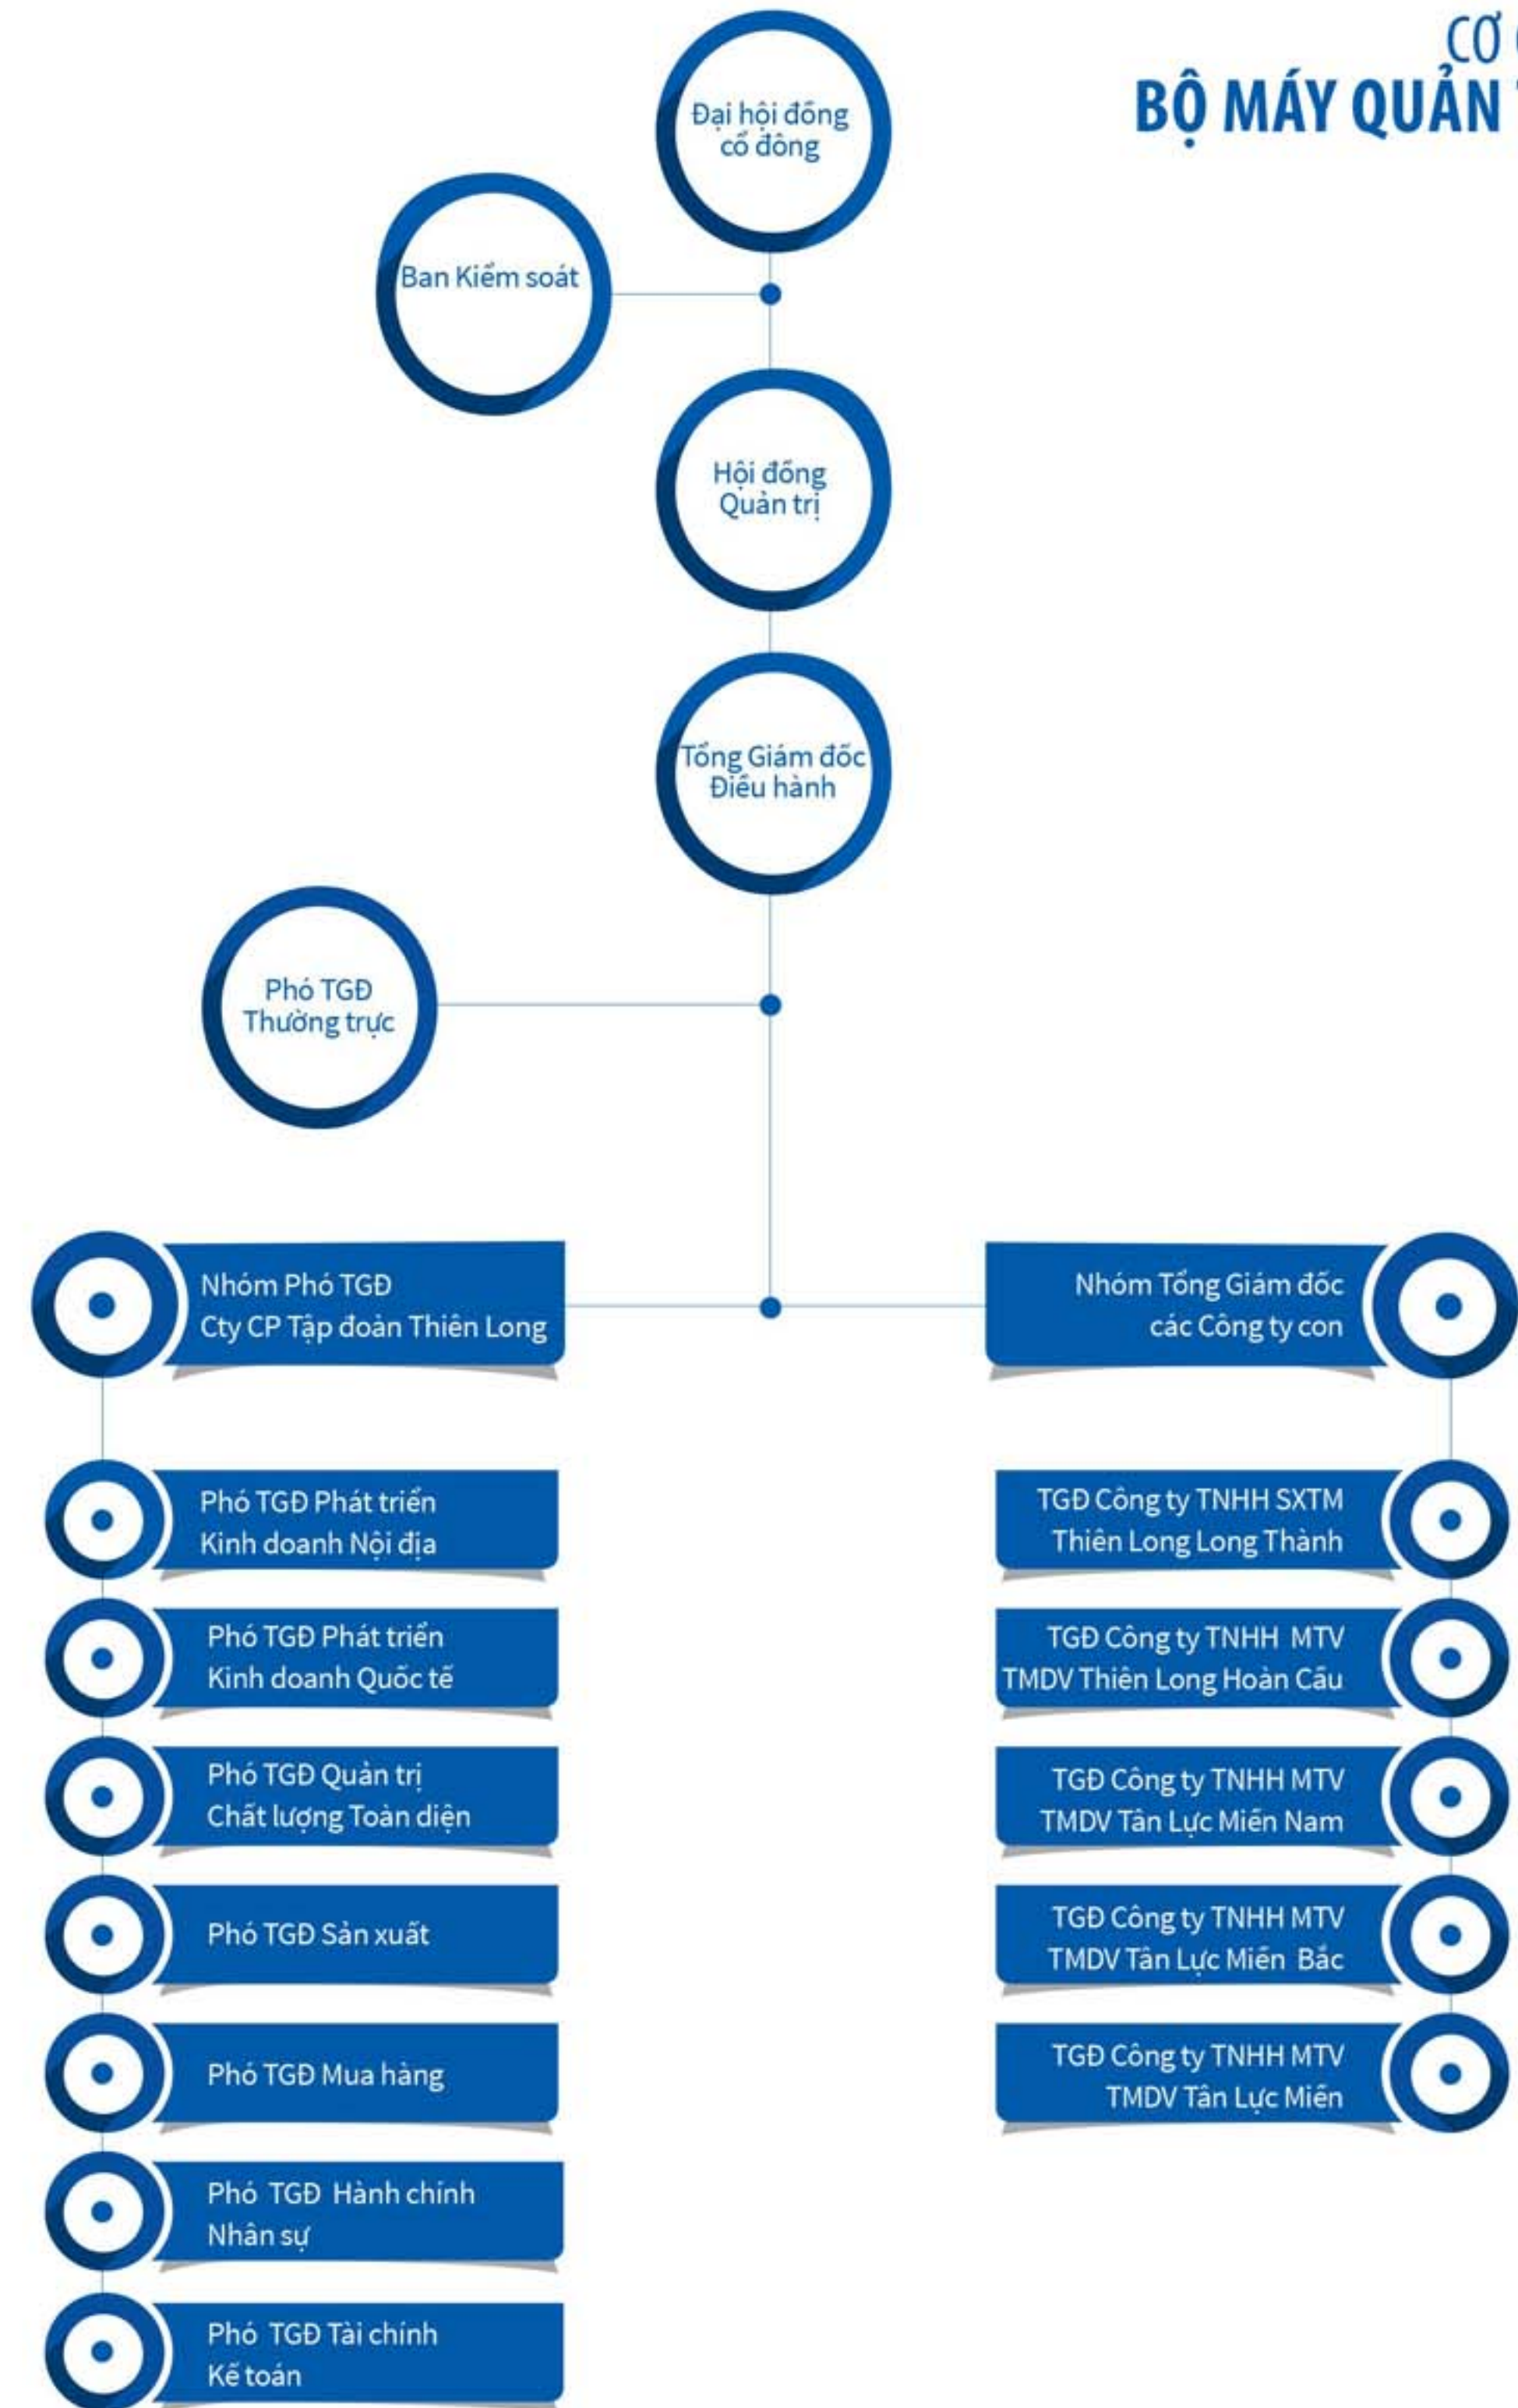 CƠ
BỘ MÁY QUẢN
Đại hội đồng
cổ đông
Ban Kiểm soát
Hội đồng
Quản trị
Tổng Giám đốc
Điều hành
Phó TGĐ
Thường trực
Nhóm Phó TGĐ
Cty CP Tập đoàn Thiên Long
Phó TGĐ Phát triển
Kinh doanh Nội địa
Phó TGĐ Phát triển
Kinh doanh Quốc tế
Phó TGĐ Quản trị
Chất lượng Toàn diện
Phó TGĐ Sản xuất
Phó TGĐ Mua hàng
Phó TGĐ Hành chính
Nhân sự
Phó TGĐ Tài chính
Kế toán
Nhóm Tổng Giám đốc
các Công ty con
TGĐ Công ty TNHH SXTM
Thiên Long Long Thành
TGĐ Công ty TNHH MTV
TMDV Thiên Long Hoàn Cầu
TGĐ Công ty TNHH MTV
TMDV Tân Lực Miền Nam
TGĐ Công ty TNHH MTV
TMDV Tân Lực Miền Bắc
TGĐ Công ty TNHH MTV
TMDV Tân Lực Miền